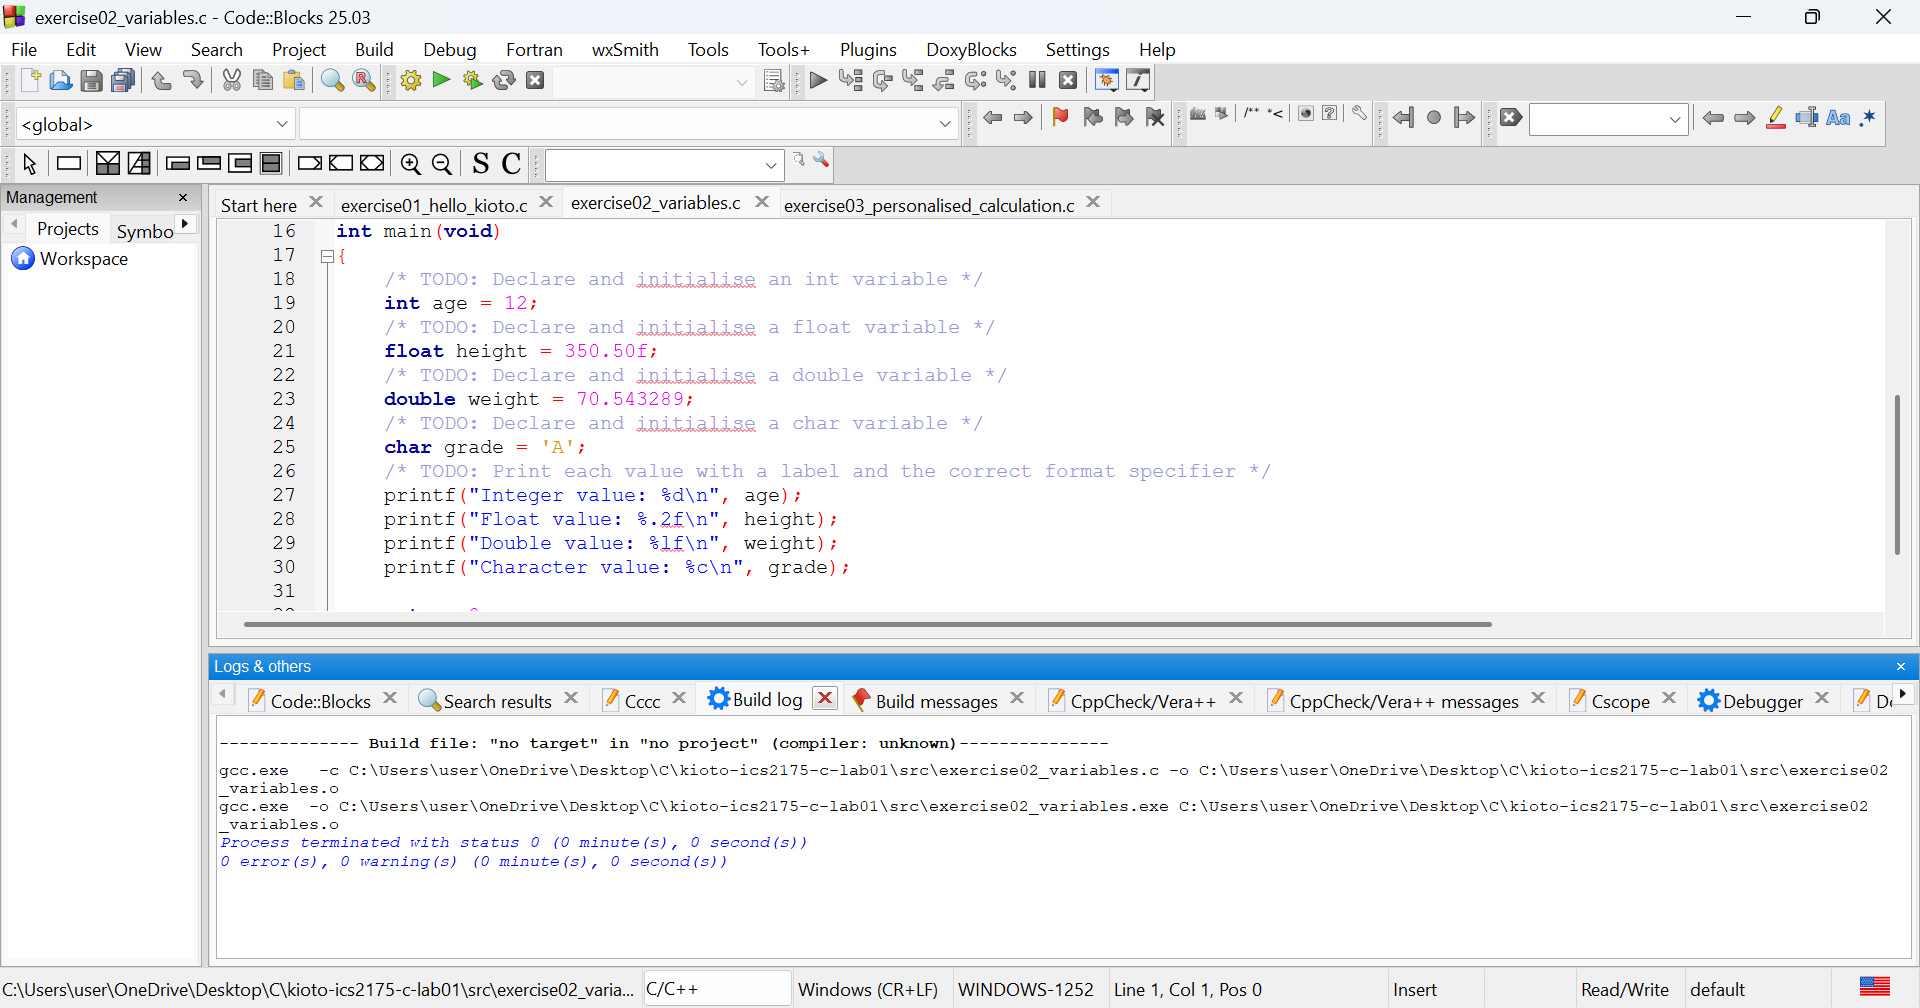 exercise02_variables.c - Code::Blocks 25.03
File Edit View Search Project Build Debug Fortran wxSmith Tools Tools+ Plugins DoxyBlocks Settings Help
<global>
/** *<
Aa .*
S C
Management
Start here exercise01_hello_kioto.c exercise02_variables.c exercise03_personalised_calculation.c
Projects Symbo
Workspace
16 int main(void)
17 {
18 /* TODO: Declare and initialise an int variable */
19 int age = 12;
20 /* TODO: Declare and initialise a float variable */
21 float height = 350.50f;
22 /* TODO: Declare and initialise a double variable */
23 double weight = 70.543289;
24 /* TODO: Declare and initialise a char variable */
25 char grade = 'A';
26 /* TODO: Print each value with a label and the correct format specifier */
27 printf("Integer value: %d\n", age);
28 printf("Float value: %.2f\n", height);
29 printf("Double value: %lf\n", weight);
30 printf("Character value: %c\n", grade);
31
Logs & others
Code::Blocks Search results Cccc Build log Build messages CppCheck/Vera++ CppCheck/Vera++ messages Cscope Debugger
-------------- Build file: "no target" in "no project" (compiler: unknown)---------------
gcc.exe -c C:\Users\user\OneDrive\Desktop\C\kioto-ics2175-c-lab01\src\exercise02_variables.c -o C:\Users\user\OneDrive\Desktop\C\kioto-ics2175-c-lab01\src\exercise02
_variables.o
gcc.exe -o C:\Users\user\OneDrive\Desktop\C\kioto-ics2175-c-lab01\src\exercise02_variables.exe C:\Users\user\OneDrive\Desktop\C\kioto-ics2175-c-lab01\src\exercise02
_variables.o
Process terminated with status 0 (0 minute(s), 0 second(s))
0 error(s), 0 warning(s) (0 minute(s), 0 second(s))
C:\Users\user\OneDrive\Desktop\C\kioto-ics2175-c-lab01\src\exercise02_varia... C/C++ Windows (CR+LF) WINDOWS-1252 Line 1, Col 1, Pos 0 Insert Read/Write default